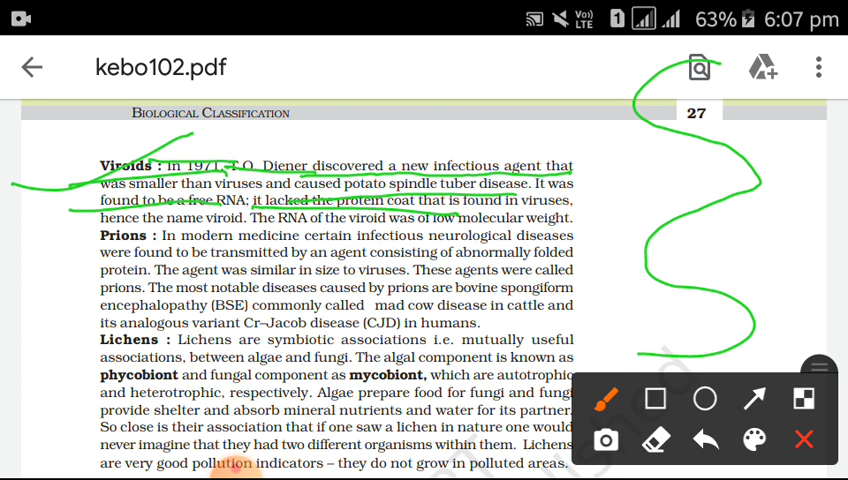 Vo)) LTE 1 63% 6:07 pm
kebo102.pdf
BIOLOGICAL CLASSIFICATION 27
Viroids : In 1971, T.O. Diener discovered a new infectious agent that
was smaller than viruses and caused potato spindle tuber disease. It was
found to be a free RNA; it lacked the protein coat that is found in viruses,
hence the name viroid. The RNA of the viroid was of low molecular weight.
Prions : In modern medicine certain infectious neurological diseases
were found to be transmitted by an agent consisting of abnormally folded
protein. The agent was similar in size to viruses. These agents were called
prions. The most notable diseases caused by prions are bovine spongiform
encephalopathy (BSE) commonly called mad cow disease in cattle and
its analogous variant Cr–Jacob disease (CJD) in humans.
Lichens : Lichens are symbiotic associations i.e. mutually useful
associations, between algae and fungi. The algal component is known as
phycobiont and fungal component as mycobiont, which are autotrophic
and heterotrophic, respectively. Algae prepare food for fungi and fungi
provide shelter and absorb mineral nutrients and water for its partner.
So close is their association that if one saw a lichen in nature one would
never imagine that they had two different organisms within them. Lichens
are very good pollution indicators – they do not grow in polluted areas.